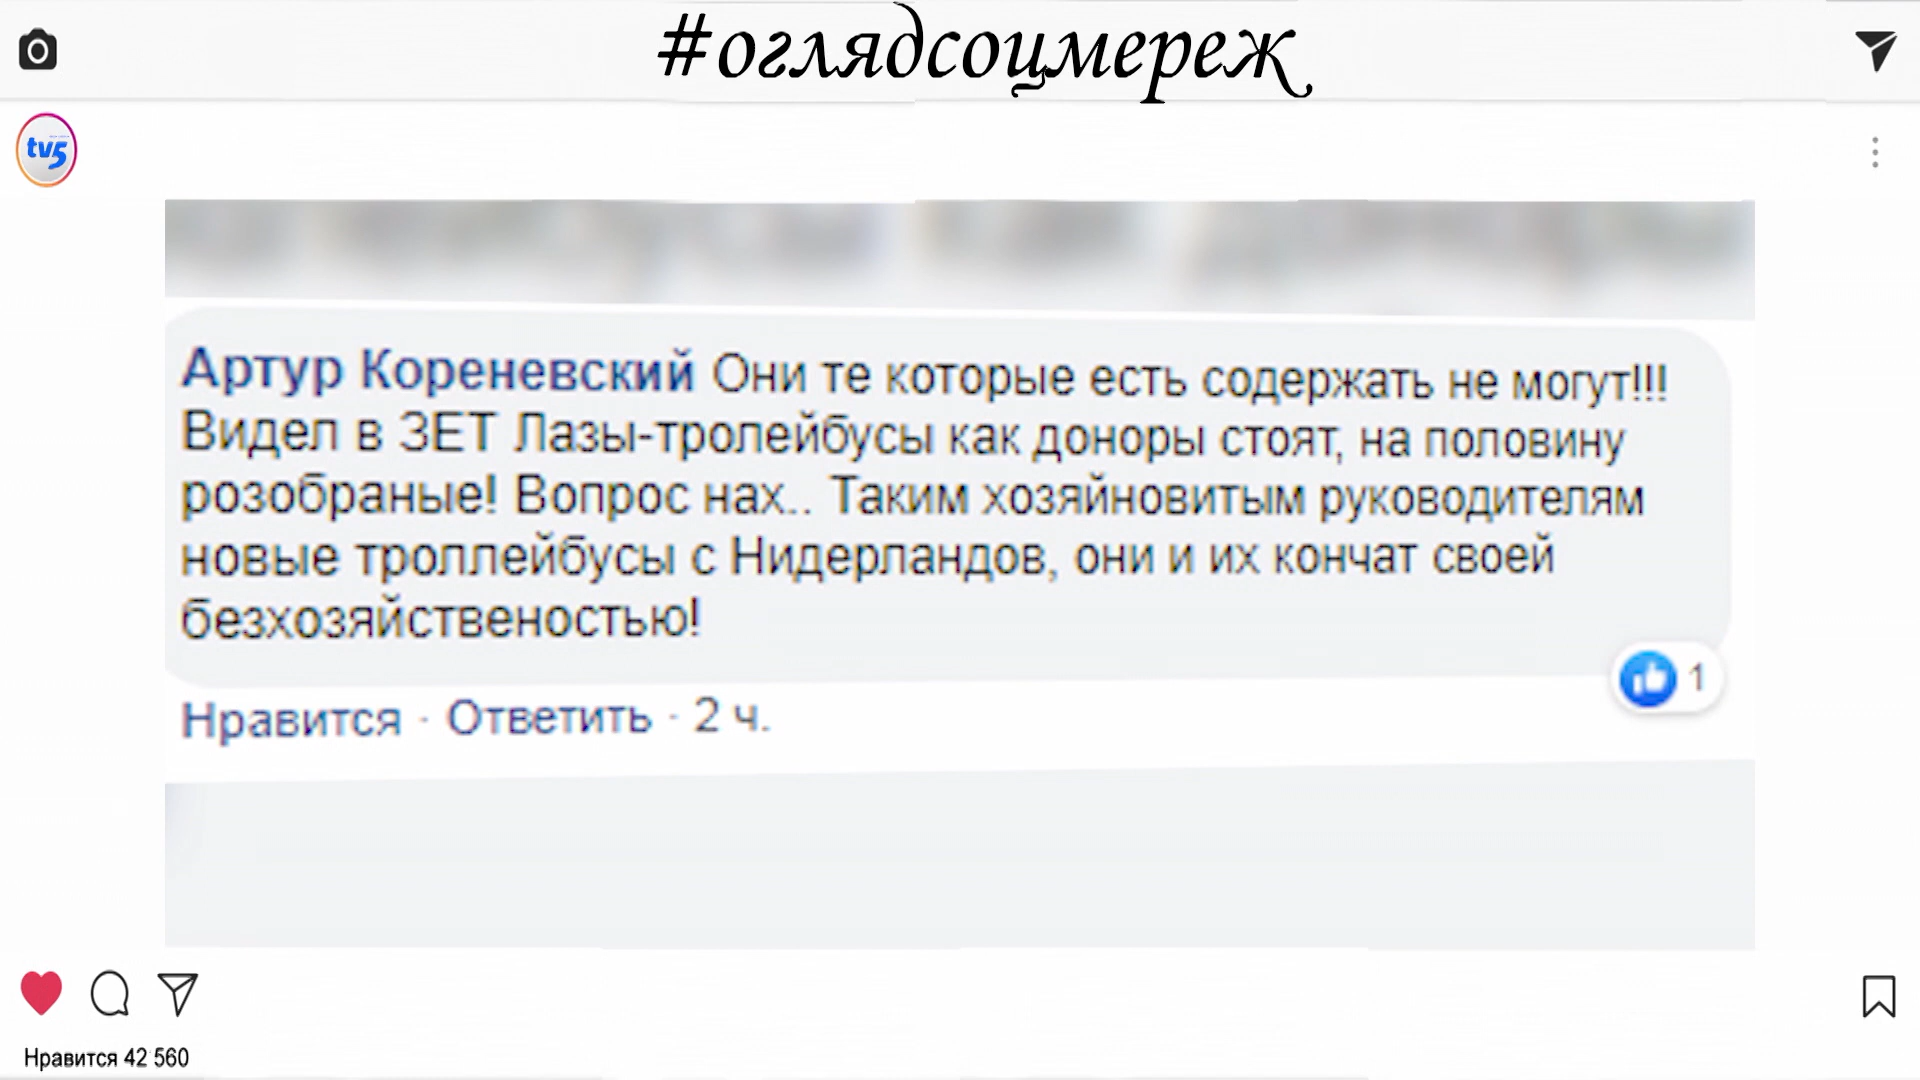 #оглядсоцмереж
tv5
Артур Кореневский Они те которые есть содержать не могут!!!
Видел в ЗЕТ Лазы-тролейбусы как доноры стоят, на половину
розобраные! Вопрос нах.. Таким хозяйновитым руководителям
новые троллейбусы с Нидерландов, они и их кончат своей
безхозяйственостью!
1
Нравится · Ответить · 2 ч.
Нравится 42 560